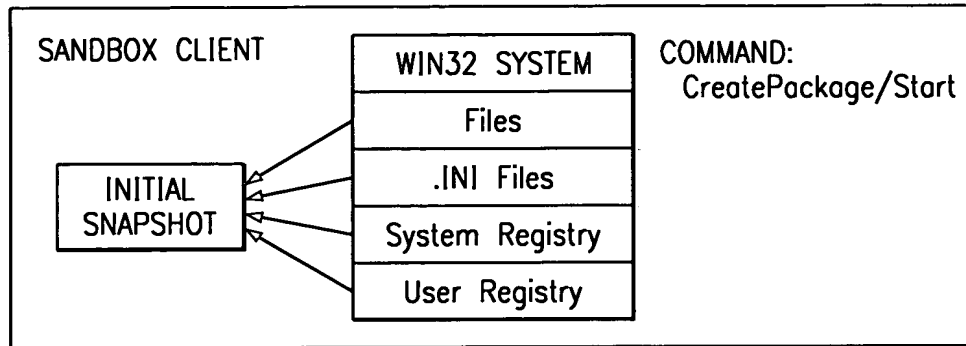 SANDBOX CLIENT
WIN32 SYSTEM
Files
.INI Files
System Registry
User Registry
INITIAL
SNAPSHOT
COMMAND:
CreatePackage/Start